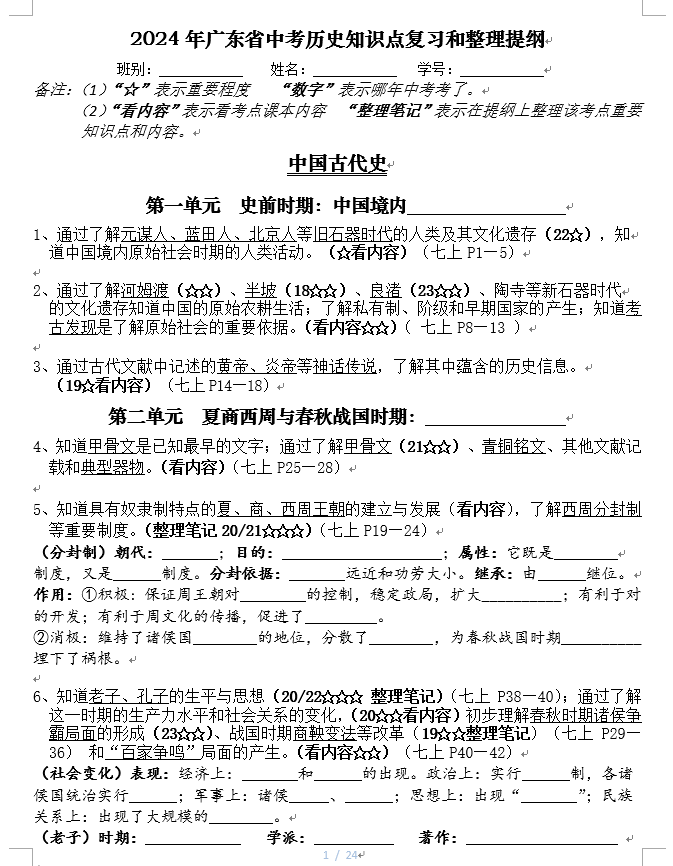 2024年广东省中考历史知识点复习和整理提纲
班别：__________ 姓名：__________ 学号：__________
备注：（1）“☆”表示重要程度 “数字”表示哪年中考考了。
（2）“看内容”表示看考点课本内容 “整理笔记”表示在提纲上整理该考点重要
知识点和内容。
中国古代史
第一单元 史前时期：中国境内________________
1、通过了解元谋人、蓝田人、北京人等旧石器时代的人类及其文化遗存（22☆），知
道中国境内原始社会时期的人类活动。（☆看内容）（七上P1—5）
2、通过了解河姆渡（☆☆）、半坡（18☆☆）、良渚（23☆☆）、陶寺等新石器时代
的文化遗存知道中国的原始农耕生活；了解私有制、阶级和早期国家的产生；知道考
古发现是了解原始社会的重要依据。（看内容☆☆）（ 七上P8—13 ）
3、通过古代文献中记述的黄帝、炎帝等神话传说，了解其中蕴含的历史信息。
（19☆看内容）（七上P14—18）
第二单元 夏商西周与春秋战国时期：______________
4、知道甲骨文是已知最早的文字；通过了解甲骨文（21☆☆）、青铜铭文、其他文献记
载和典型器物。（看内容）（七上P25—28）
5、知道具有奴隶制特点的夏、商、西周王朝的建立与发展（看内容），了解西周分封制
等重要制度。（整理笔记20/21☆☆☆）（七上P19—24）
（分封制）朝代：_______；目的：____________________；属性：它既是________
制度，又是______制度。分封依据：_______远近和功劳大小。继承：由______继位。
作用：①积极：保证周王朝对________的控制，稳定政局，扩大__________；有利于对
的开发；有利于周文化的传播，促进了_________。
②消极：维持了诸侯国________的地位，分散了________，为春秋战国时期__________
埋下了祸根。
6、知道老子、孔子的生平与思想（20/22☆☆☆ 整理笔记）（七上P38—40）；通过了解
这一时期的生产力水平和社会关系的变化，（20☆☆看内容）初步理解春秋时期诸侯争
霸局面的形成（23☆☆）、战国时期商鞅变法等改革（19☆☆整理笔记）（七上 P29—
36） 和“百家争鸣”局面的产生。（看内容☆☆）（七上P40—42）
（社会变化）表现：经济上：_______和______的出现。政治上：实行______制，各诸
侯国统治实行______；军事上：诸侯_____、______；思想上：出现“_______”；民族
关系上：出现了大规模的________。
（老子）时期：____________ 学派：__________ 著作：___________________
1 / 24